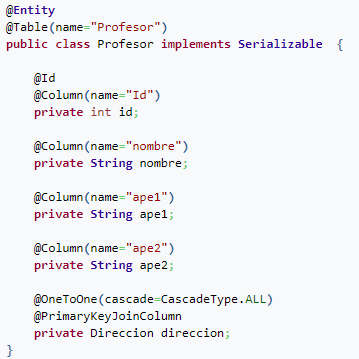 @Entity
@Table(name="Profesor")
public class Profesor implements Serializable  {
@Id
@Column(name="Id")
private int id;
@Column(name="nombre")
private String nombre;
@Column(name="ape1")
private String ape1;
@Column(name="ape2")
private String ape2;
@OneToOne(cascade=CascadeType.ALL)
@PrimaryKeyJoinColumn
private Direccion direccion;
}